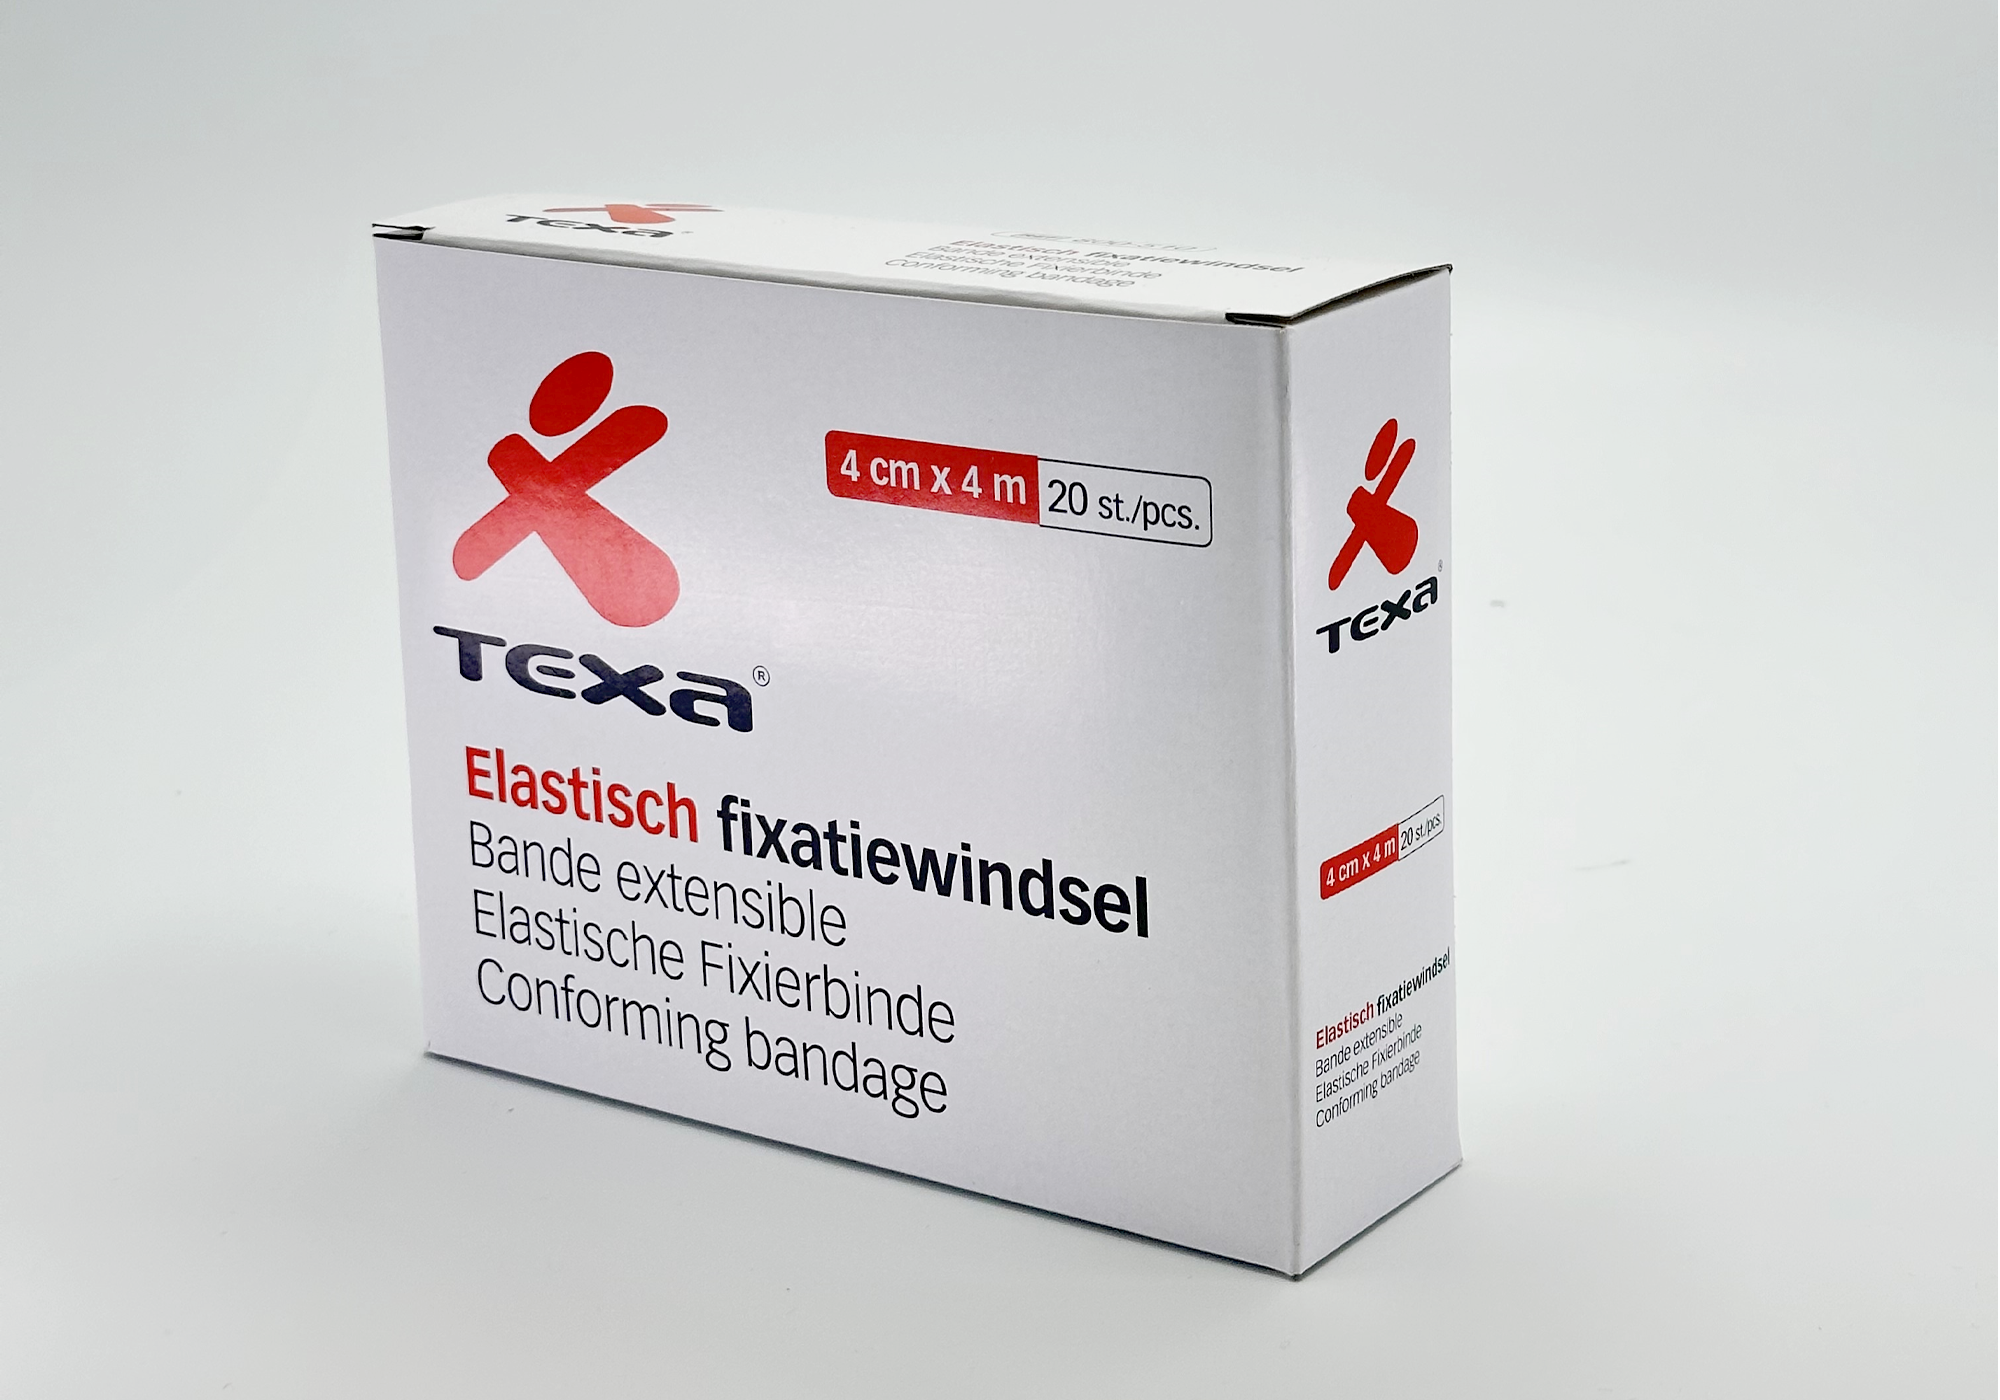 TEXA
Elastisch fixatiewindsel
Bande extensible
Elastische Fixierbinde
Conforming bandage
4 cm x 4 m 20 st./pcs.
TEXA®
Elastisch fixatiewindsel
Bande extensible
Elastische Fixierbinde
Conforming bandage
TEXA®
4 cm x 4 m 20 st./pcs.
Elastisch fixatiewindsel
Bande extensible
Elastische Fixierbinde
Conforming bandage